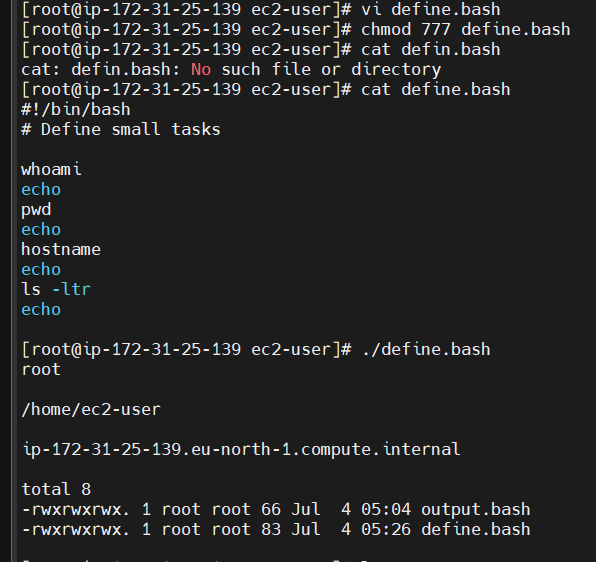 [root@ip-172-31-25-139 ec2-user]# vi define.bash
[root@ip-172-31-25-139 ec2-user]# chmod 777 define.bash
[root@ip-172-31-25-139 ec2-user]# cat defin.bash
cat: defin.bash: No such file or directory
[root@ip-172-31-25-139 ec2-user]# cat define.bash
#!/bin/bash
# Define small tasks

whoami
echo
pwd
echo
hostname
echo
ls -ltr
echo

[root@ip-172-31-25-139 ec2-user]# ./define.bash
root

/home/ec2-user

ip-172-31-25-139.eu-north-1.compute.internal

total 8
-rwxrwxrwx. 1 root root 66 Jul  4 05:04 output.bash
-rwxrwxrwx. 1 root root 83 Jul  4 05:26 define.bash